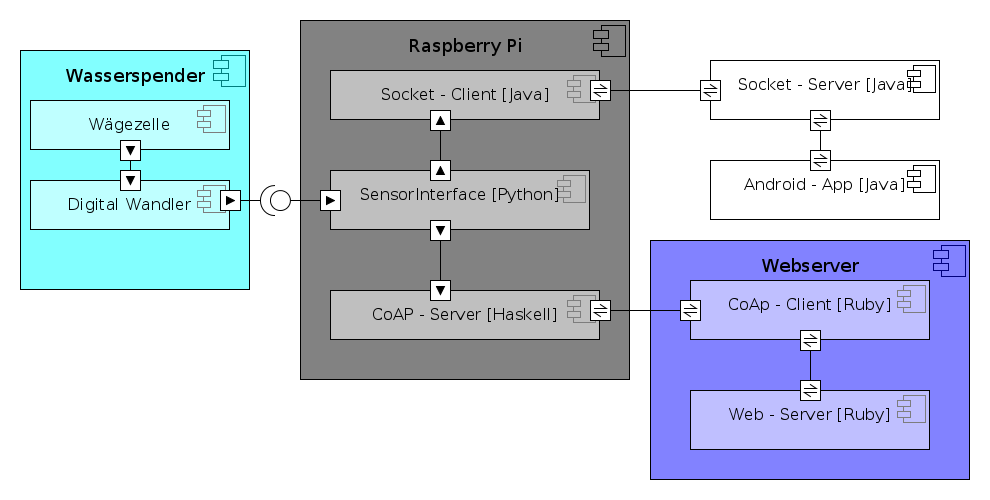 Wasserspender
Wägezelle
Digital Wandler
Raspberry Pi
Socket - Client [Java]
SensorInterface [Python]
CoAP - Server [Haskell]
Socket - Server [Java]
Android - App [Java]
Webserver
CoAp - Client [Ruby]
Web - Server [Ruby]